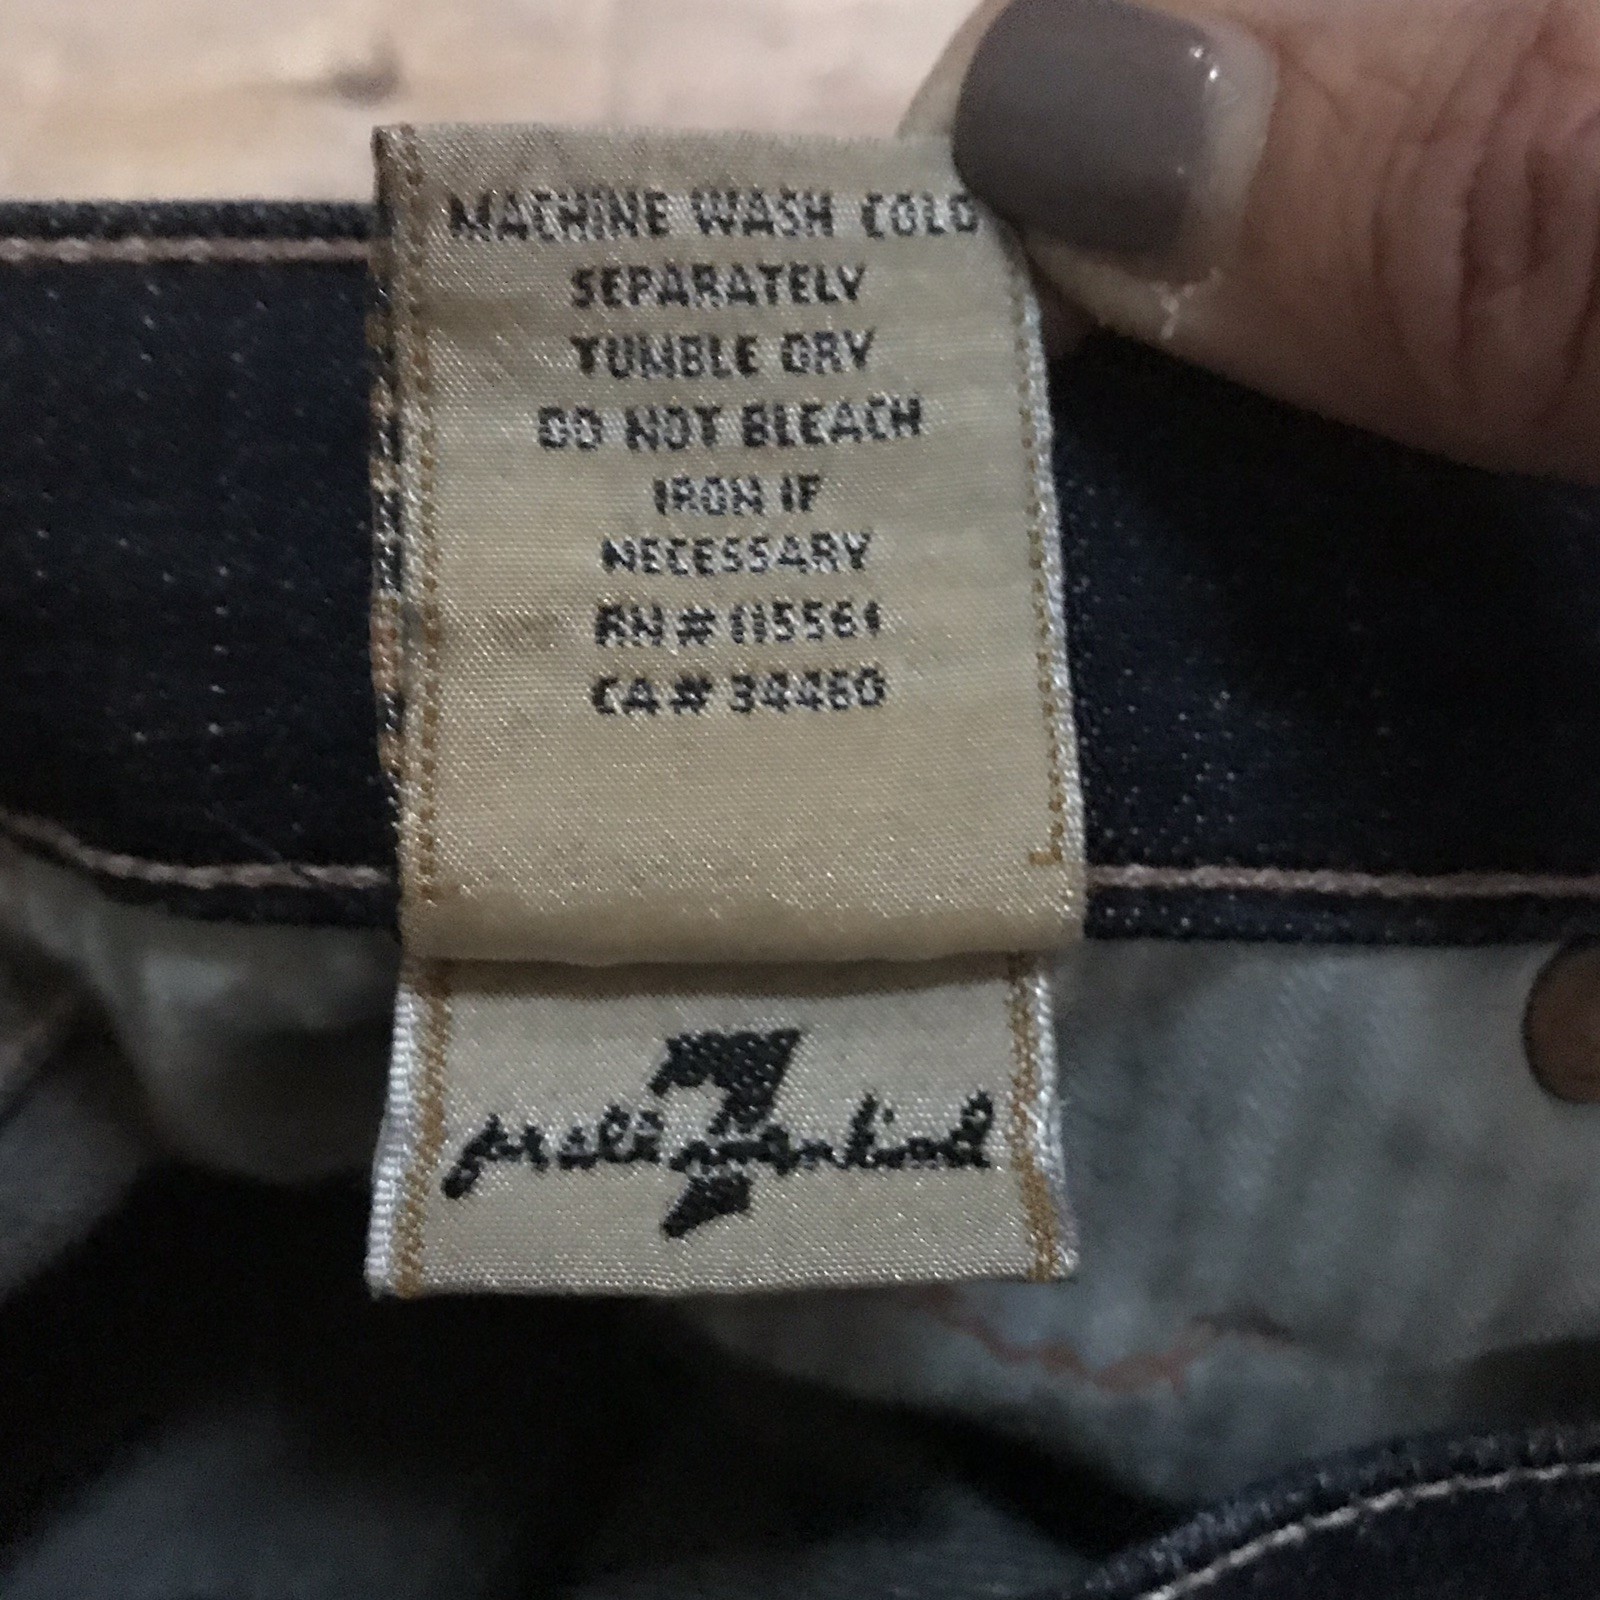 MACHINE WASH COLD
SEPARATELY
TUMBLE DRY
DO NOT BLEACH
IRON IF
NECESSARY
RN # 115561
CA # 34460
7
for all mankind